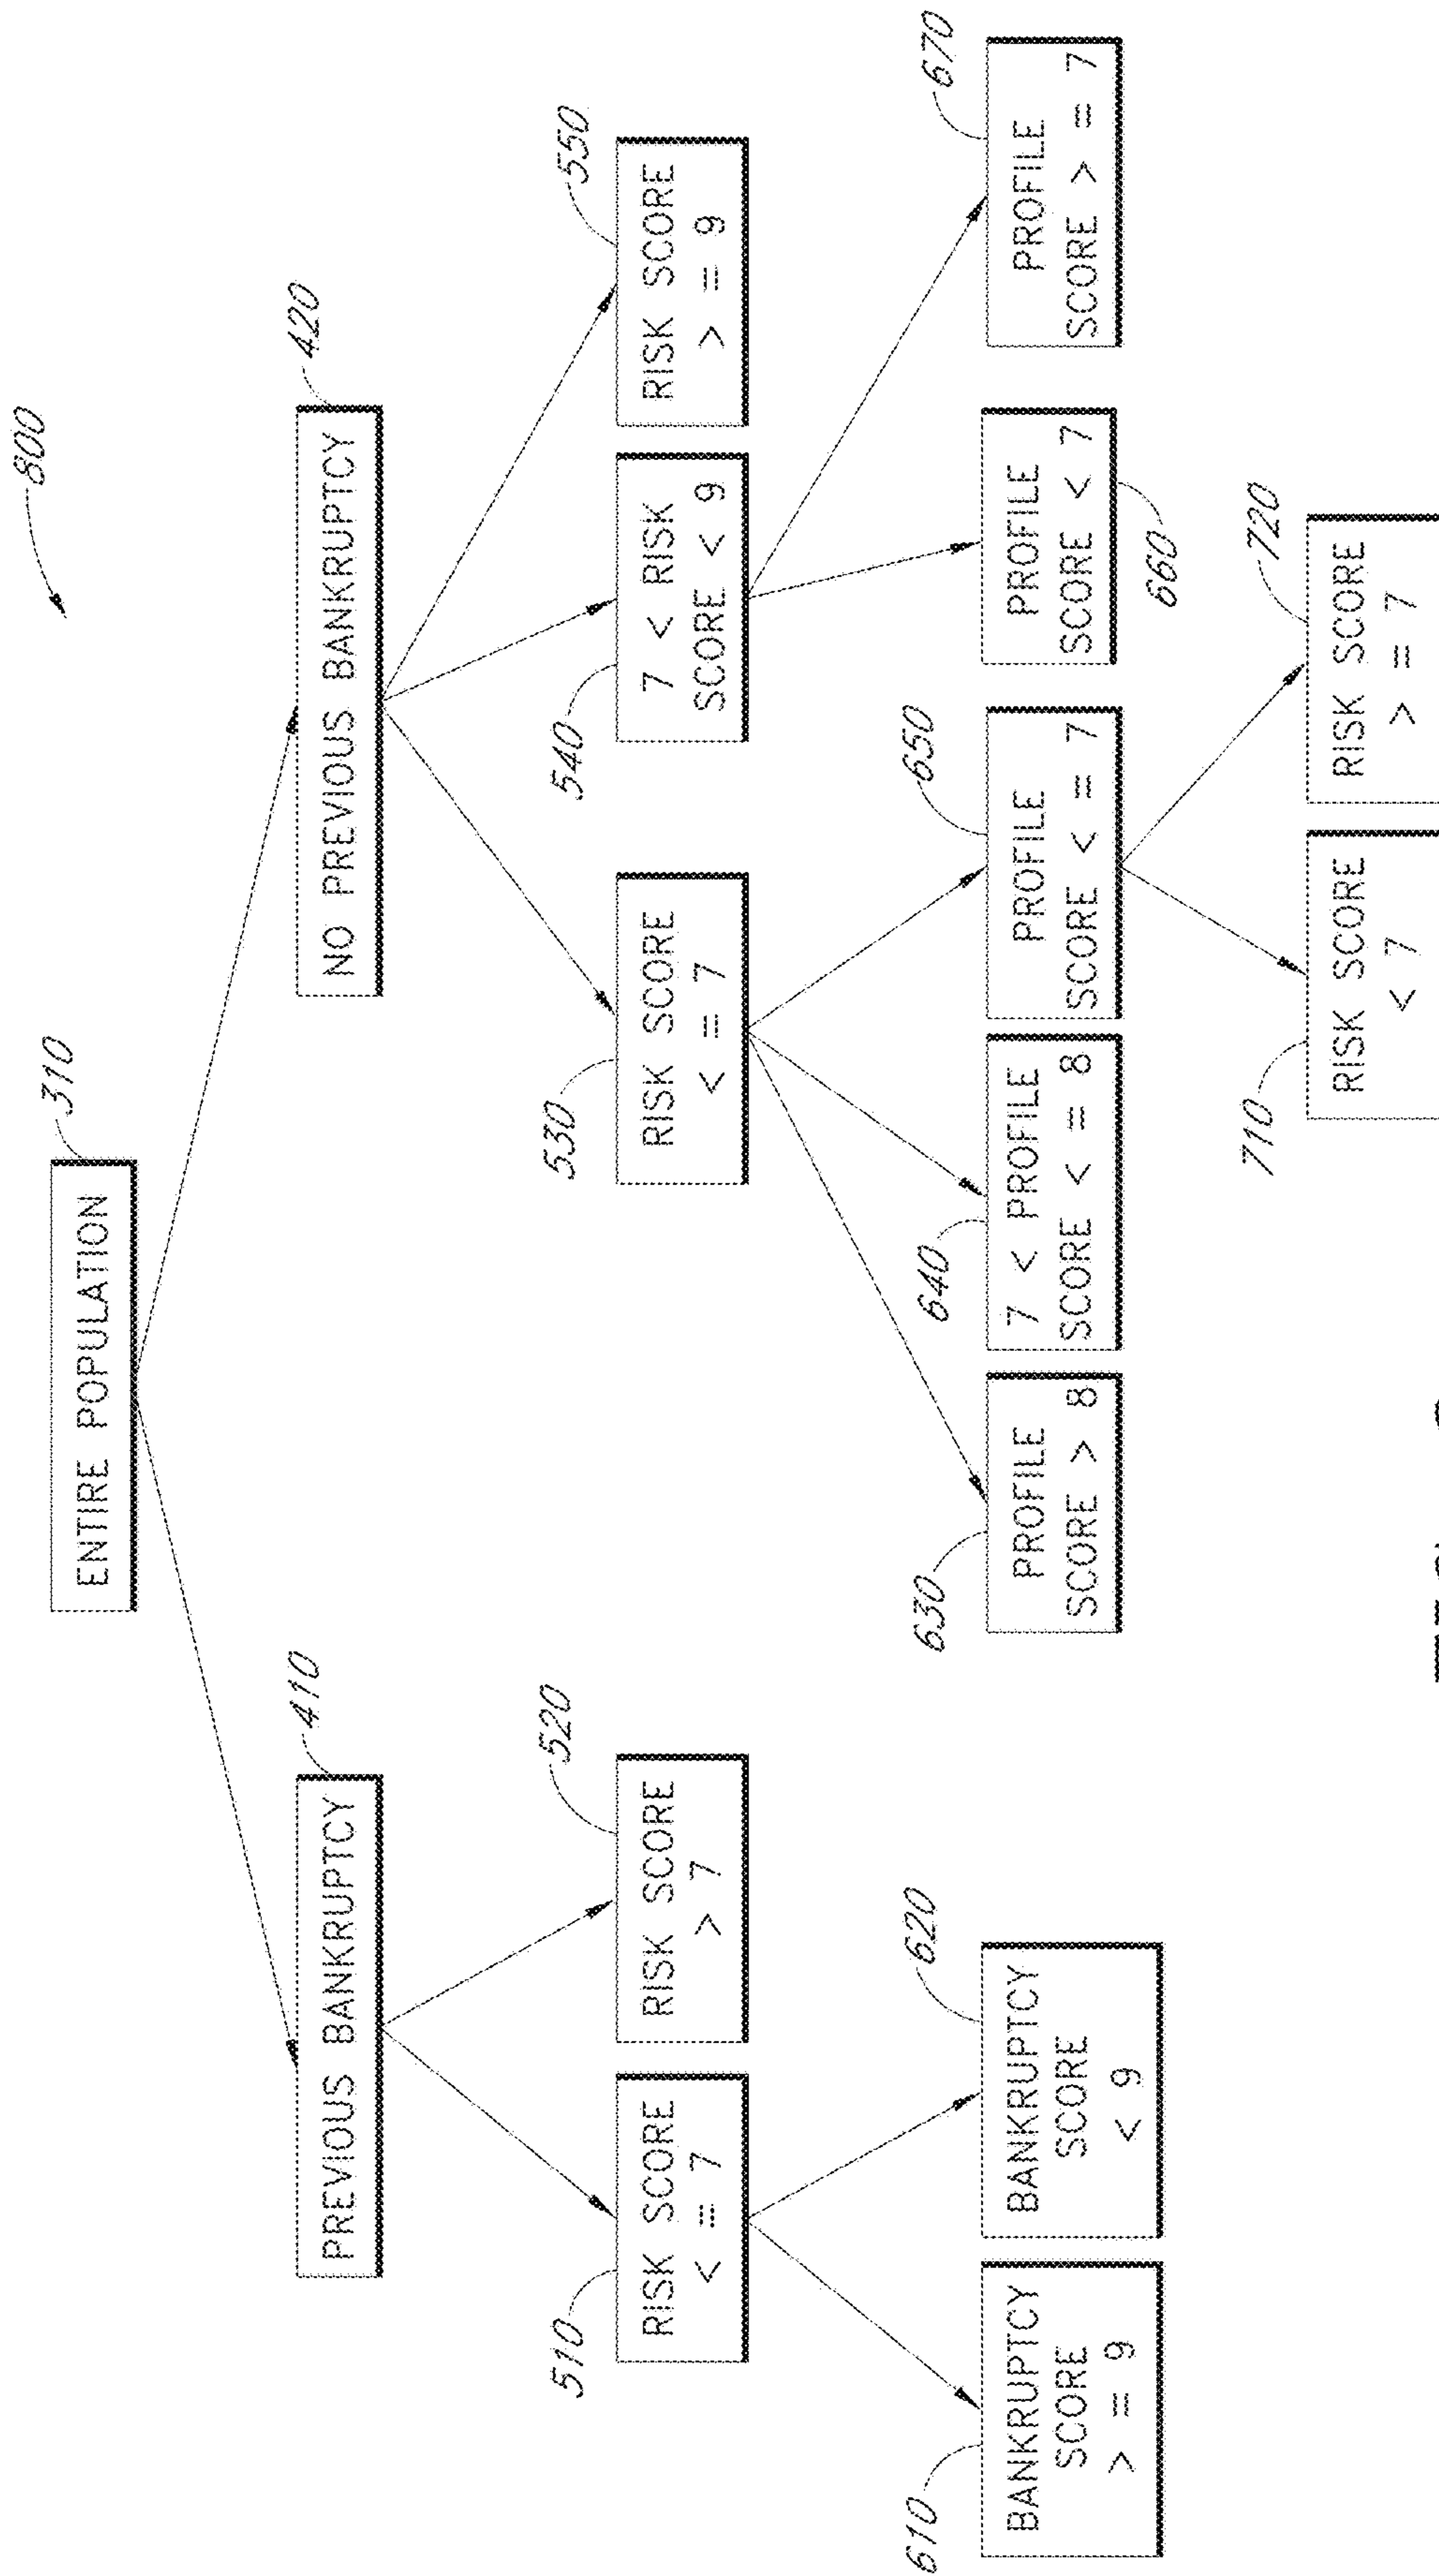 800
310
ENTIRE POPULATION
410
PREVIOUS BANKRUPTCY
420
NO PREVIOUS BANKRUPTCY
510
RISK SCORE
< = 7
520
RISK SCORE
> 7
530
RISK SCORE
< = 7
540
7 < RISK
SCORE < 9
550
RISK SCORE
> = 9
610
BANKRUPTCY
SCORE
> = 9
620
BANKRUPTCY
SCORE
< 9
630
PROFILE
SCORE > 8
640
7 < PROFILE
SCORE < = 8
650
PROFILE
SCORE < = 7
PROFILE
SCORE < 7
660
670
PROFILE
SCORE > = 7
710
RISK SCORE
< 7
720
RISK SCORE
> = 7